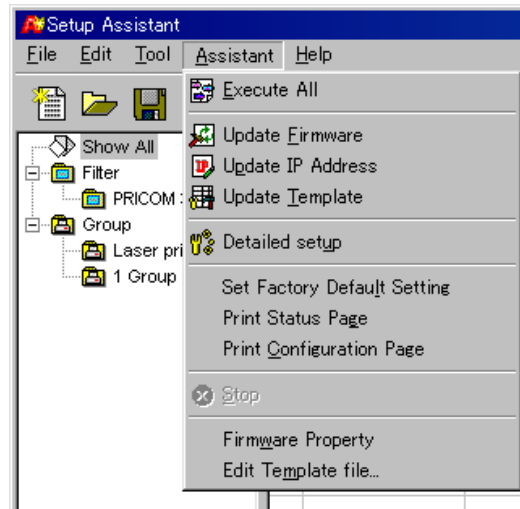 Setup Assistant
File Edit Tool Assistant Help
Execute All
Update Firmware
Update IP Address
Update Template
Detailed setup
Set Factory Default Setting
Print Status Page
Print Configuration Page
Stop
Firmware Property
Edit Template file...
Show All
Filter
PRICOM
Group
Laser pri
1 Group